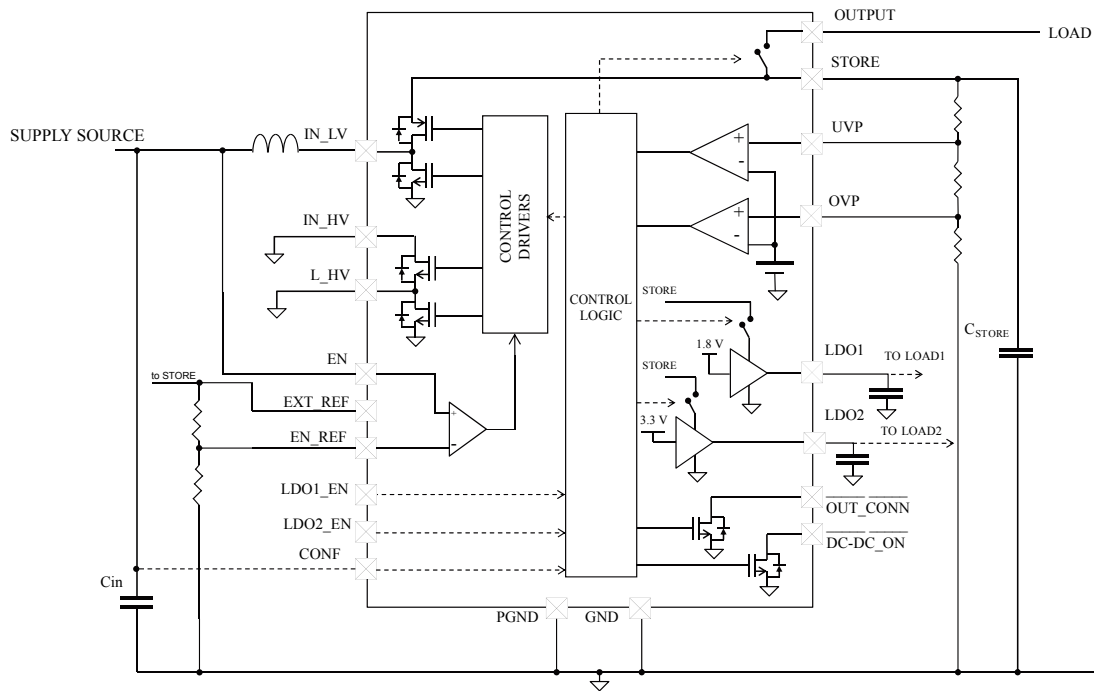 OUTPUT
LOAD
STORE
SUPPLY SOURCE
IN_LV
UVP
+
-
IN_HV
CONTROL
DRIVERS
OVP
+
-
L_HV
CONTROL
LOGIC
STORE
CSTORE
1.8 V
LDO1
TO LOAD1
EN
to STORE
STORE
EXT_REF
+
LDO2
3.3 V
TO LOAD2
EN_REF
-
LDO1_EN
OUT_CONN
LDO2_EN
DC-DC_ON
CONF
Cin
PGND
GND